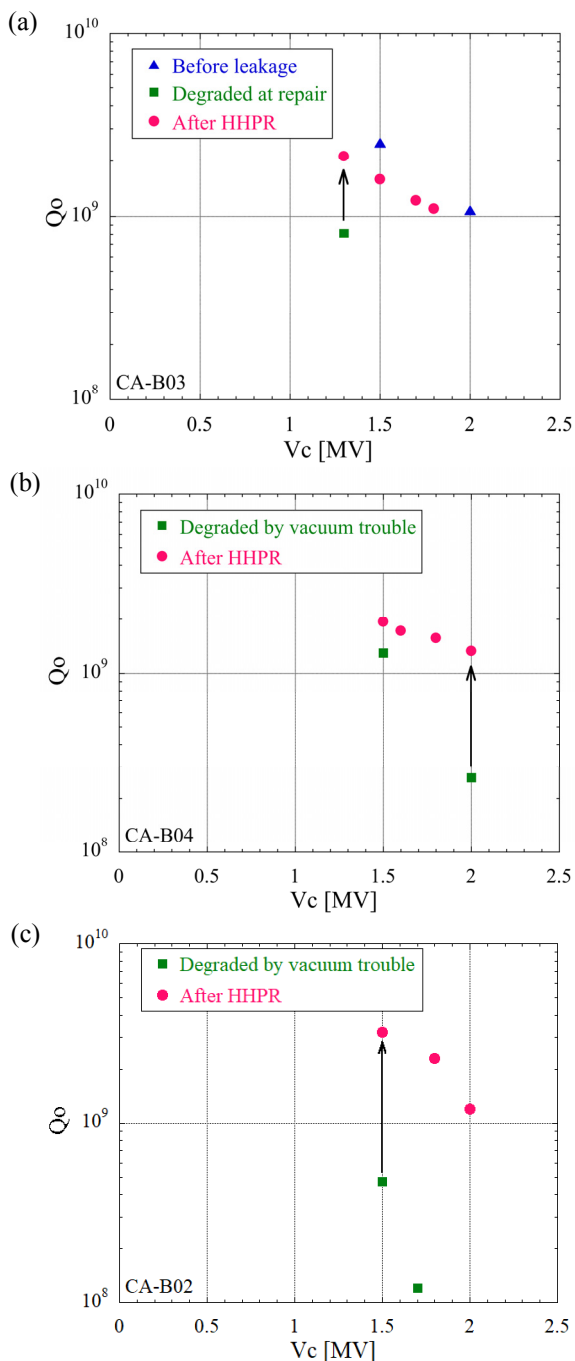 (a)
10^10
Before leakage
Degraded at repair
After HHPR
Qo
10^9
CA-B03
10^8
0 0.5 1 1.5 2 2.5
Vc [MV]
(b)
10^10
Degraded by vacuum trouble
After HHPR
Qo
10^9
CA-B04
10^8
0 0.5 1 1.5 2 2.5
Vc [MV]
(c)
10^10
Degraded by vacuum trouble
After HHPR
Qo
10^9
CA-B02
10^8
0 0.5 1 1.5 2 2.5
Vc [MV]